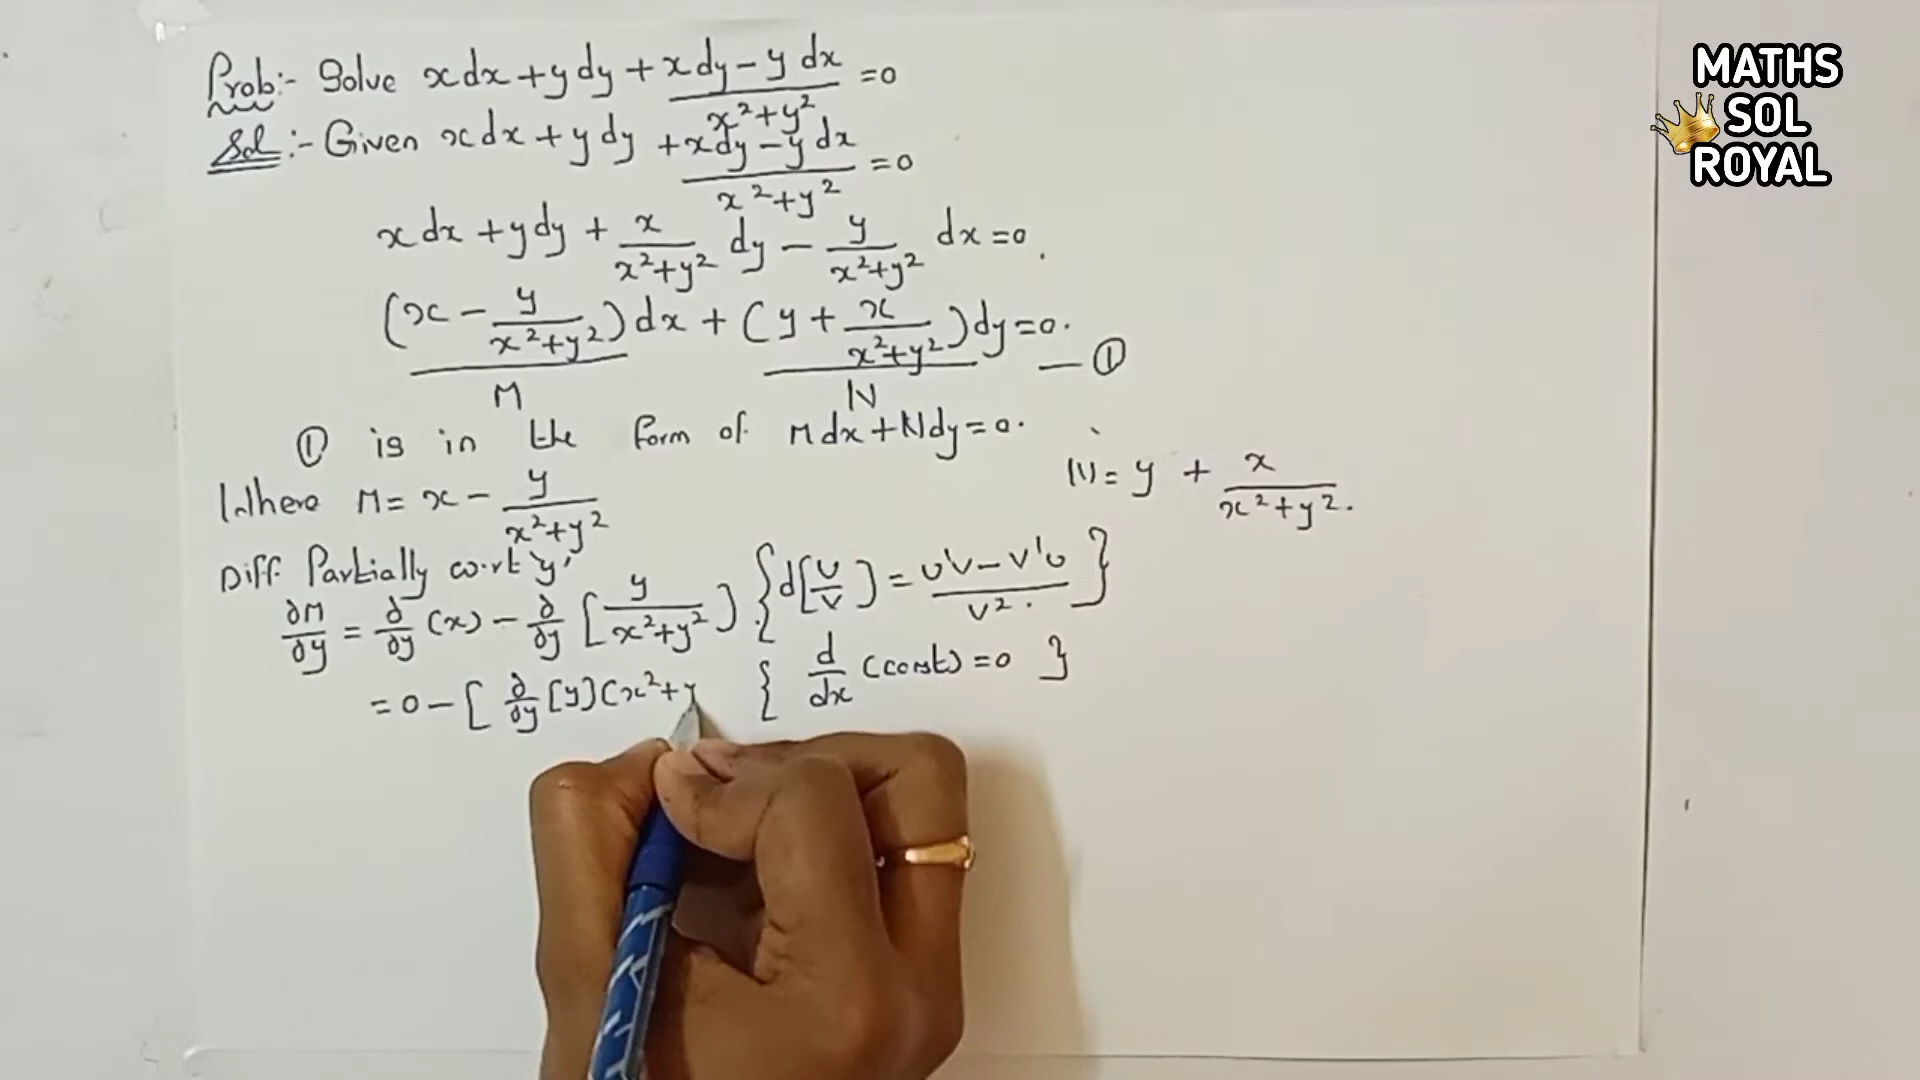 Prob:- Solve xdx+ydy+(xdy-ydx)/(x²+y²)=0
Sol:- Given xdx+ydy+(xdy-ydx)/(x²+y²)=0
xdx+ydy+x/(x²+y²) dy - y/(x²+y²) dx=0.
(x - y/(x²+y²))dx + (y + x/(x²+y²))dy=0. — ①
M N
① is in the form of Mdx+Ndy=0.
Where M= x - y/(x²+y²) N= y + x/(x²+y²).
Diff Partially w.r.t 'y'
∂M/∂y = ∂/∂y (x) - ∂/∂y [y/(x²+y²)] {d[U/V] = (U'V-V'U)/V².}
=0-[∂/∂y[y](x²+y {d/dx (const)=0}
MATHS
SOL
ROYAL